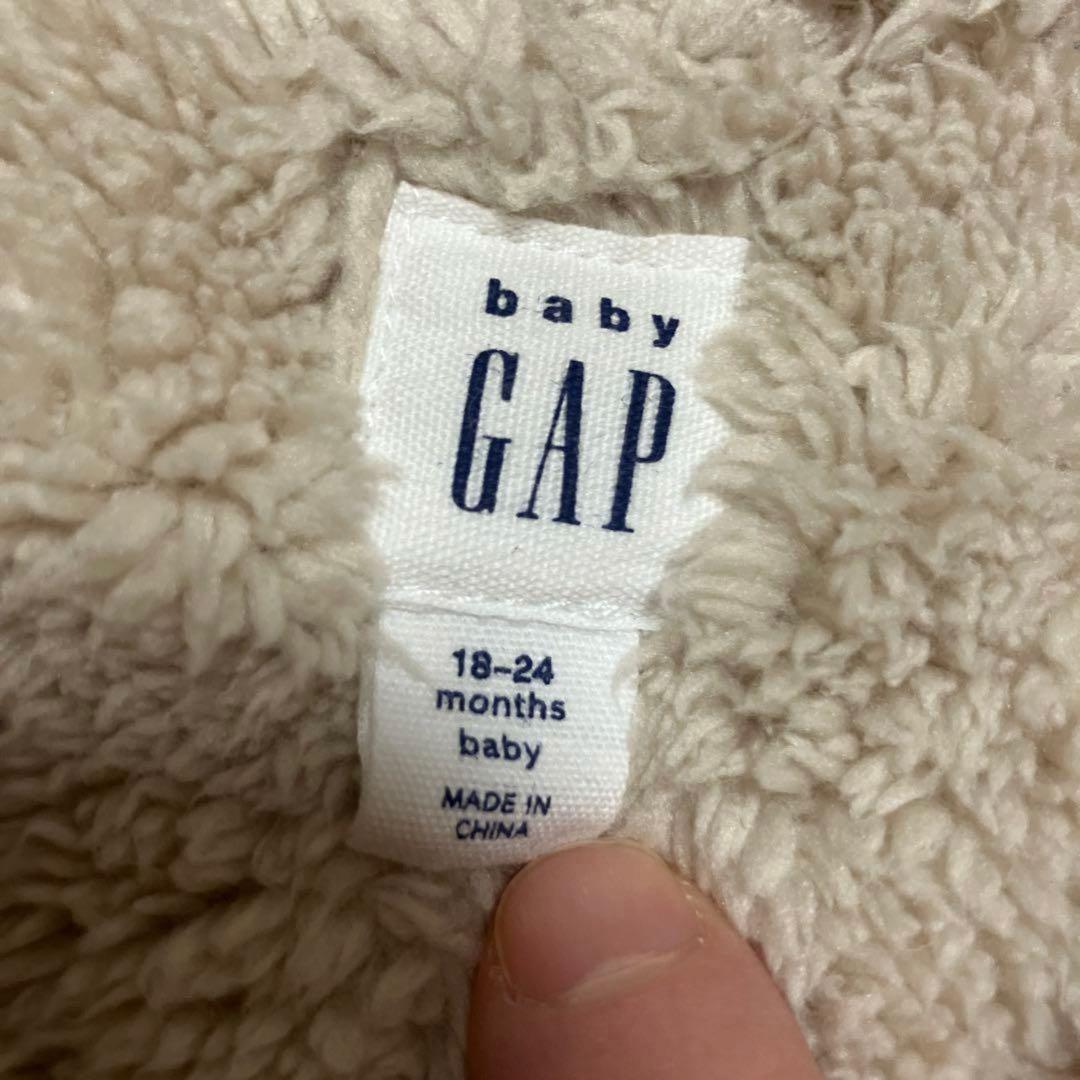 baby
GAP
18-24
months
baby
MADE IN
CHINA